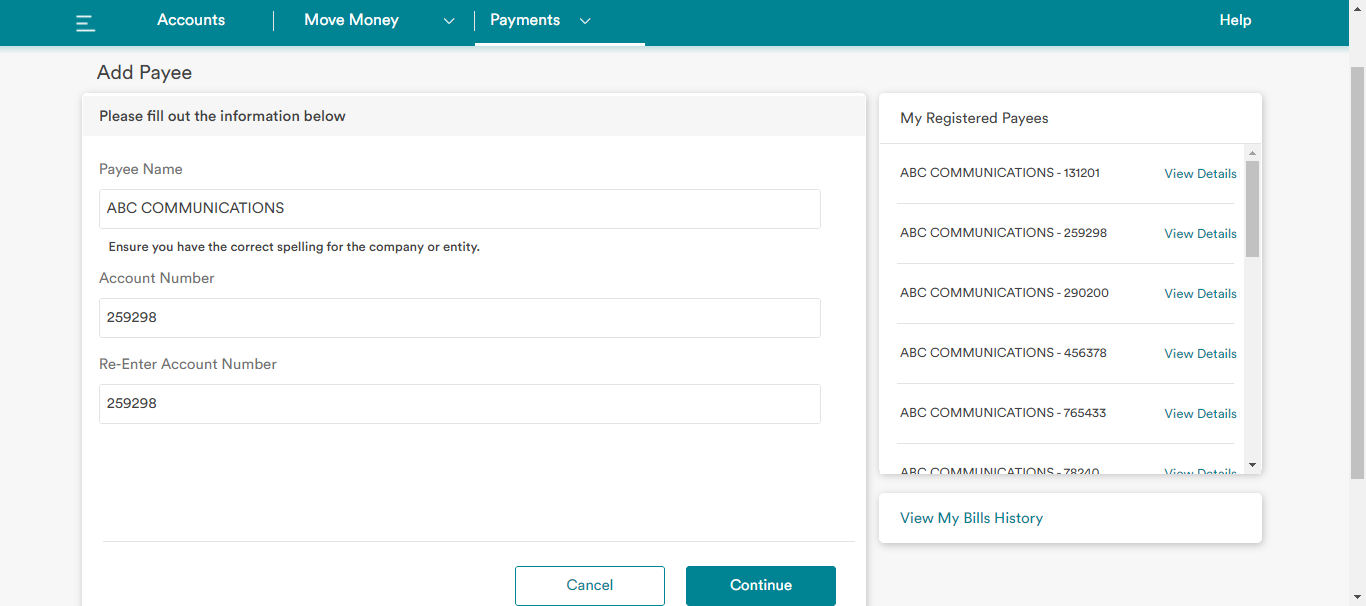 Accounts
Move Money
Payments
Help
Add Payee
Please fill out the information below
Payee Name
ABC COMMUNICATIONS
Ensure you have the correct spelling for the company or entity.
Account Number
259298
Re-Enter Account Number
259298
Cancel
Continue
My Registered Payees
ABC COMMUNICATIONS - 131201 View Details
ABC COMMUNICATIONS - 259298 View Details
ABC COMMUNICATIONS - 290200 View Details
ABC COMMUNICATIONS - 456378 View Details
ABC COMMUNICATIONS - 765433 View Details
ABC COMMUNICATIONS - 78240 View Details
View My Bills History